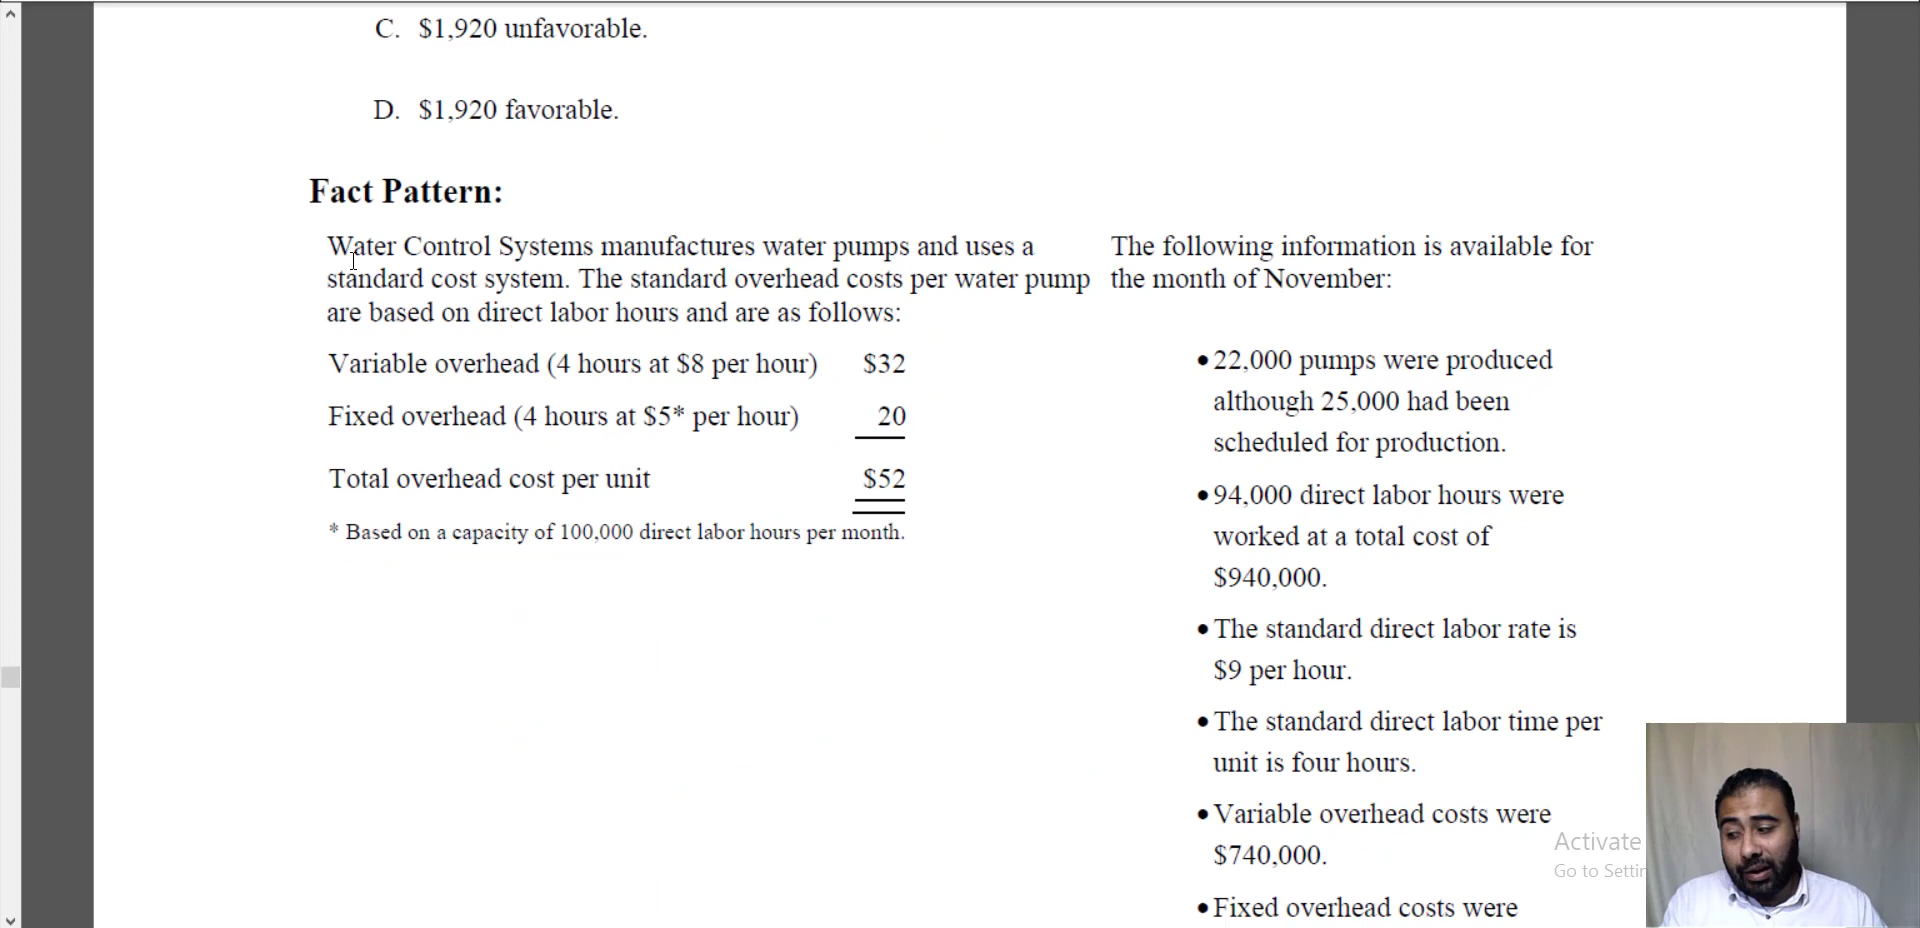 C. $1,920 unfavorable.
D. $1,920 favorable.
Fact Pattern:
Water Control Systems manufactures water pumps and uses a
standard cost system. The standard overhead costs per water pump
are based on direct labor hours and are as follows:
Variable overhead (4 hours at $8 per hour) $32
Fixed overhead (4 hours at $5* per hour) 20
Total overhead cost per unit $52
* Based on a capacity of 100,000 direct labor hours per month.
The following information is available for
the month of November:
•22,000 pumps were produced
although 25,000 had been
scheduled for production.
•94,000 direct labor hours were
worked at a total cost of
$940,000.
•The standard direct labor rate is
$9 per hour.
•The standard direct labor time per
unit is four hours.
•Variable overhead costs were
$740,000.
•Fixed overhead costs were
Activate
Go to Settin